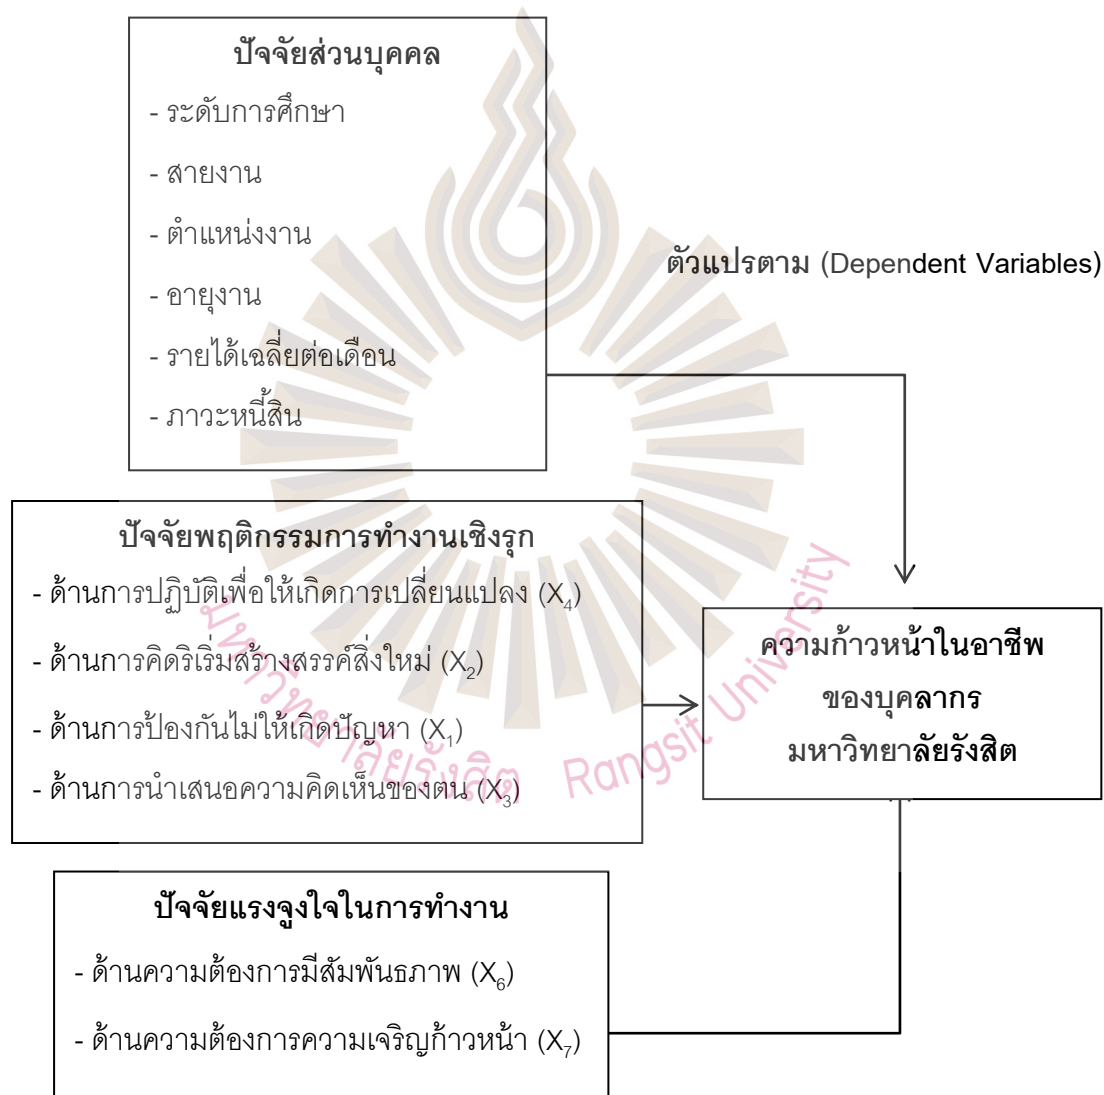 ปัจจัยส่วนบุคคล
- ระดับการศึกษา
- สายงาน
- ตำแหน่งงาน
- อายุงาน
- รายได้เฉลี่ยต่อเดือน
- ภาวะหนี้สิน
ตัวแปรตาม (Dependent Variables)
ปัจจัยพฤติกรรมการทำงานเชิงรุก
- ด้านการปฏิบัติเพื่อให้เกิดการเปลี่ยนแปลง (X₄)
- ด้านการคิดริเริ่มสร้างสรรค์สิ่งใหม่ (X₂)
- ด้านการป้องกันไม่ให้เกิดปัญหา (X₁)
- ด้านการนำเสนอความคิดเห็นของตน (X₃)
ความก้าวหน้าในอาชีพ
ของบุคลากร
มหาวิทยาลัยรังสิต
ปัจจัยแรงจูงใจในการทำงาน
- ด้านความต้องการมีสัมพันธภาพ (X₆)
- ด้านความต้องการความเจริญก้าวหน้า (X₇)
มหาวิทยาลัยรังสิต Rangsit University